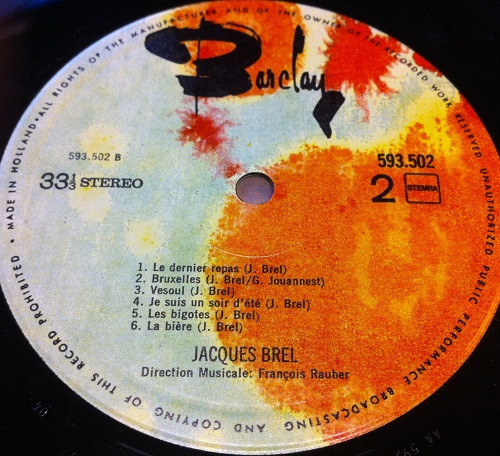 ALL RIGHTS OF THE MANUFACTURER AND OF THE OWNER OF THE RECORDED WORK RESERVED UNAUTHORIZED PUBLIC PERFORMANCE BROADCASTING AND COPYING OF THIS RECORD PROHIBITED • MADE IN HOLLAND •
Barclay
593.502 B
593.502
33⅓ STEREO
2 STEMRA
1. Le dernier repas (J. Brel)
2. Bruxelles (J. Brel/G. Jouannest)
3. Vesoul (J. Brel)
4. Je suis un soir d'été (J. Brel)
5. Les bigotes (J. Brel)
6. La bière (J. Brel)
JACQUES BREL
Direction Musicale: François Rauber